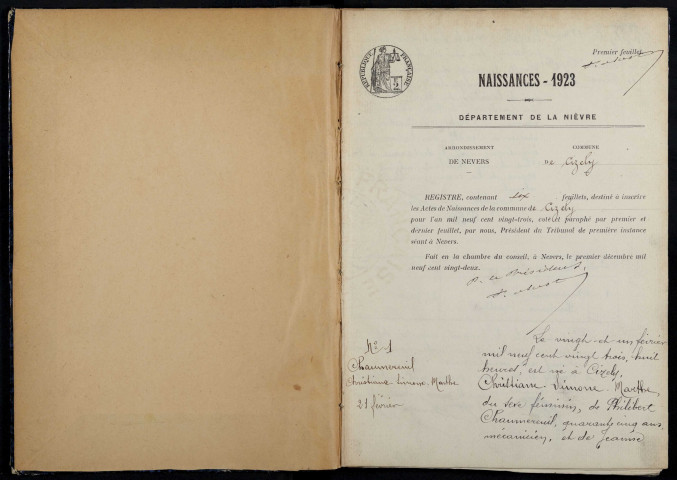 Premier feuillet
RÉPUBLIQUE FRANÇAISE
NAISSANCES - 1923
DÉPARTEMENT DE LA NIÈVRE
ARRONDISSEMENT
DE NEVERS
COMMUNE
DE Cizely
REGISTRE, contenant six feuillets, destiné à inscrire
les Actes de Naissances de la commune de Cizely
pour l'an mil neuf cent vingt-trois, coté et paraphé par premier et
dernier feuillet, par nous, Président du Tribunal de première instance
séant à Nevers.
Fait en la chambre du conseil, à Nevers, le premier décembre mil
neuf cent vingt-deux.
P. le Président,
N° 1
Chaumereuil
Christiane Simone Marthe
21 février
Le vingt et un février
mil neuf cent vingt trois, huit
heures, est né à Cizely,
Christiane Simone Marthe,
du sexe féminin, de Philibert
Chaumereuil, quarante cinq ans
mécanicien, et de Jeanne